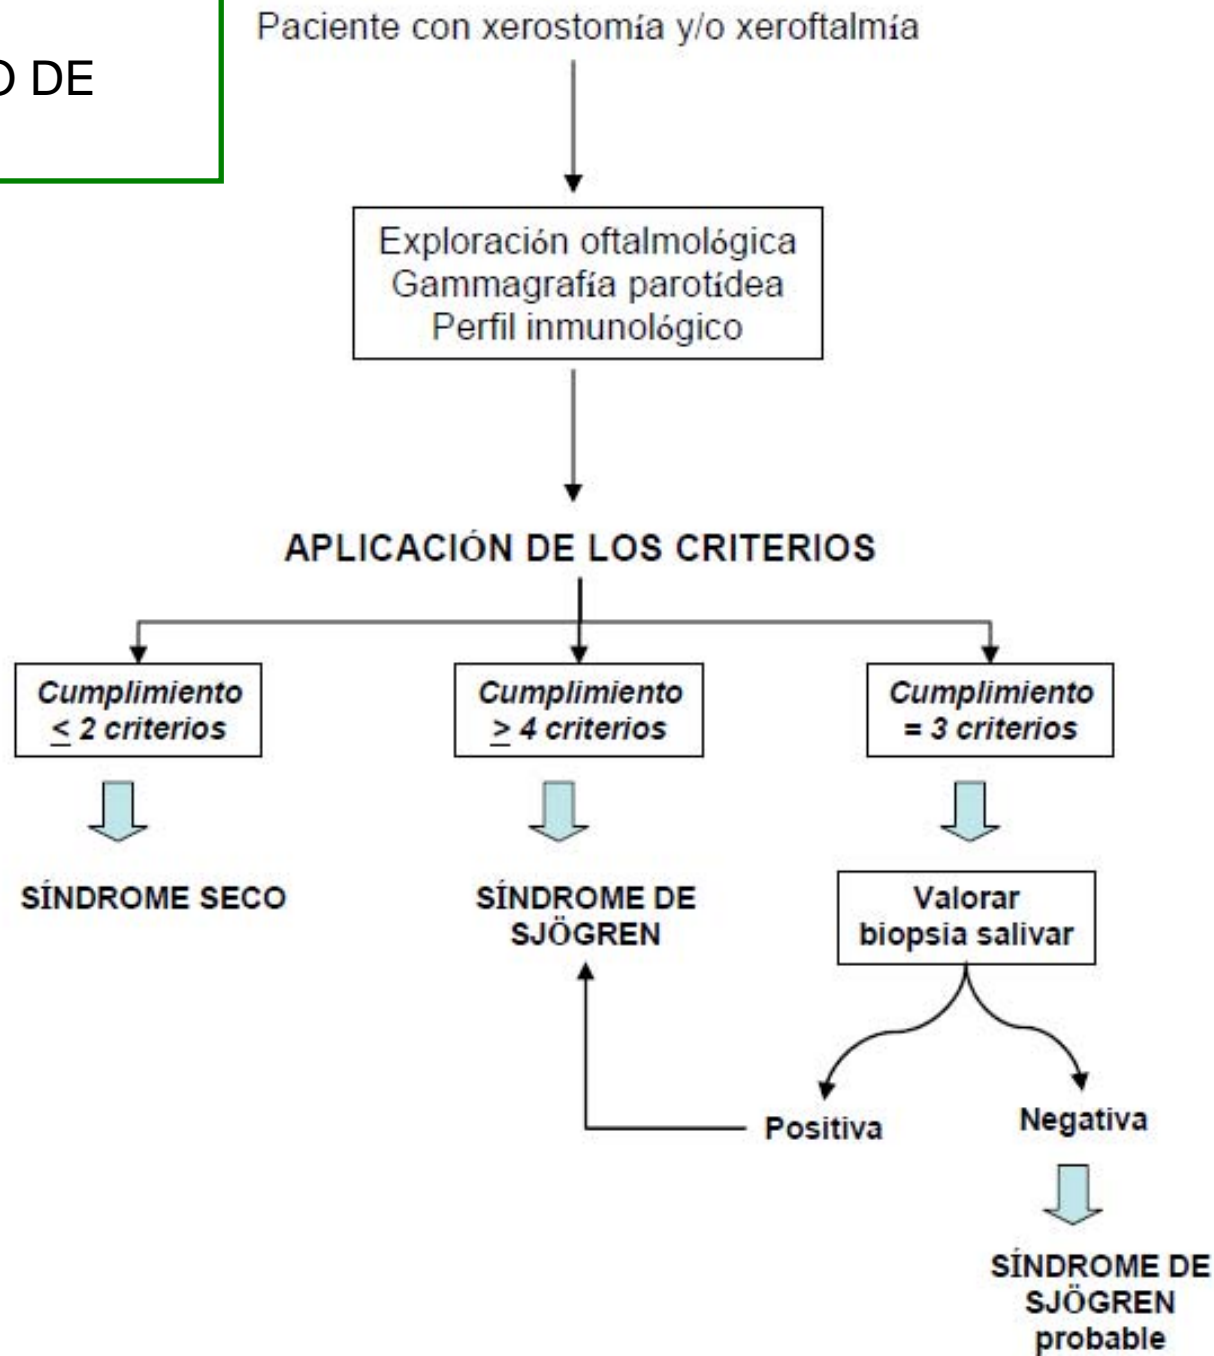 O DE
Paciente con xerostomía y/o xeroftalmía
Exploración oftalmológica
Gammagrafía parotídea
Perfil inmunológico
APLICACIÓN DE LOS CRITERIOS
Cumplimiento
≤ 2 criterios
Cumplimiento
≥ 4 criterios
Cumplimiento
= 3 criterios
SÍNDROME SECO
SÍNDROME DE
SJÖGREN
Valorar
biopsia salivar
Positiva
Negativa
SÍNDROME DE
SJÖGREN
probable